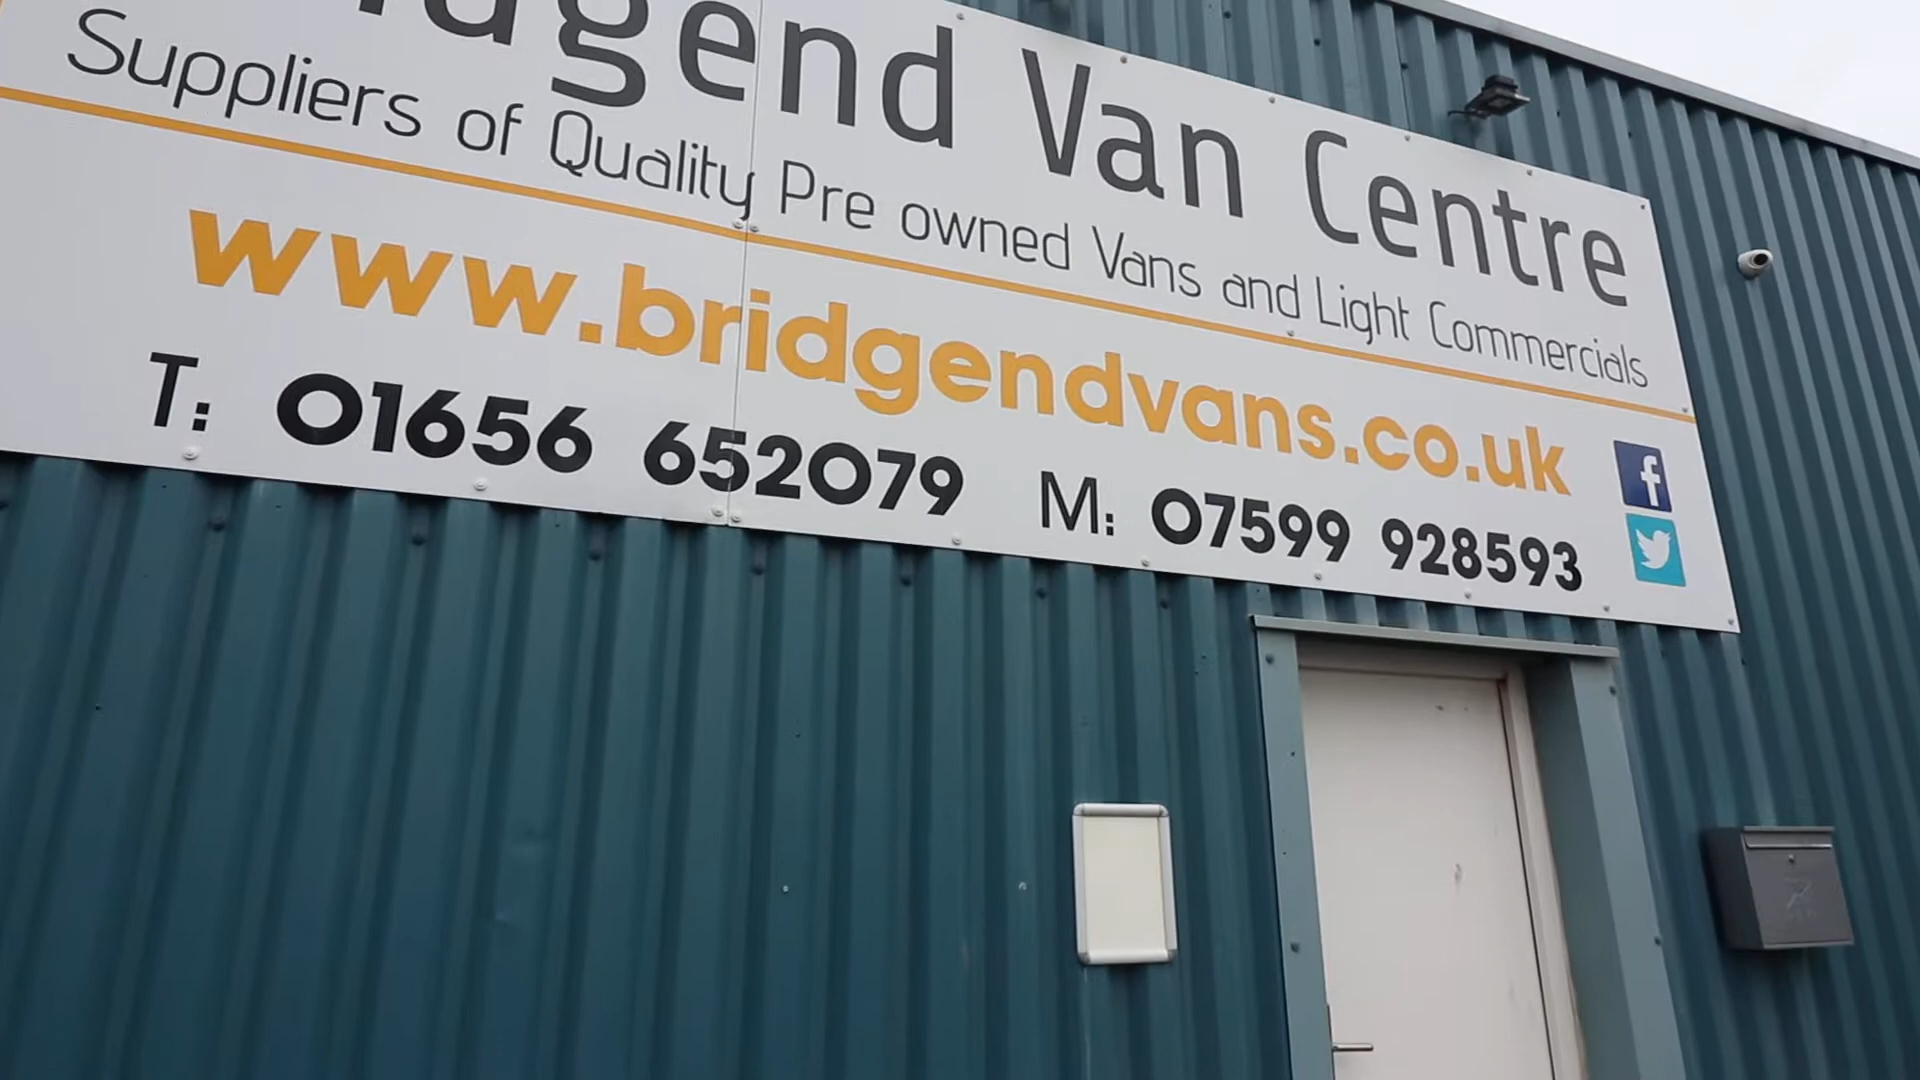 idgend Van Centre
Suppliers of Quality Pre owned Vans and Light Commercials
www.bridgendvans.co.uk
T: 01656 652079 M: 07599 928593